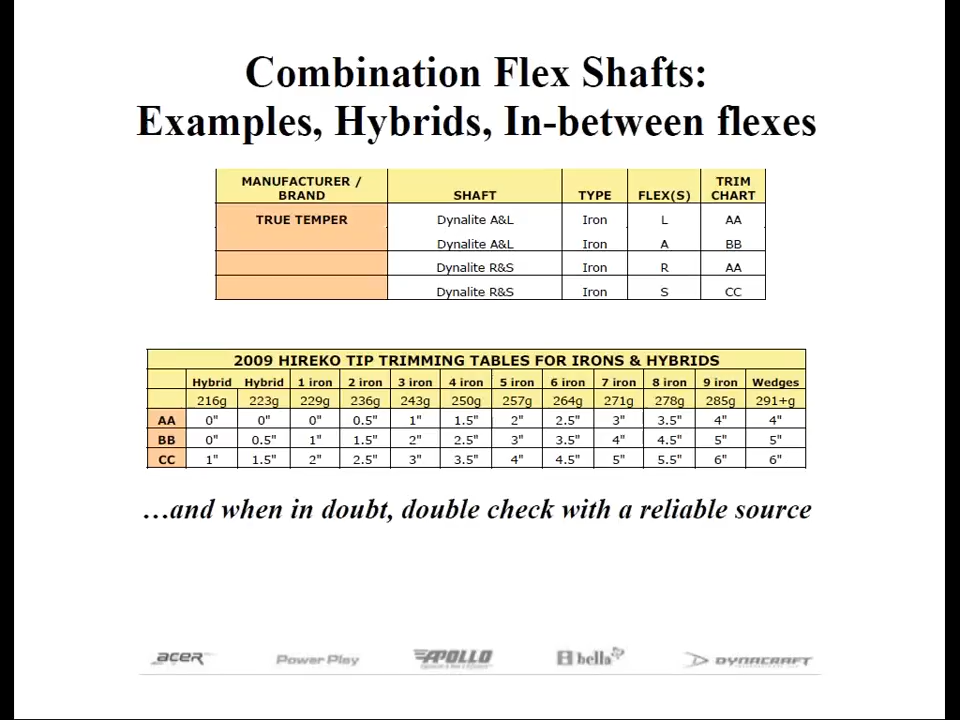 Combination Flex Shafts:
Examples, Hybrids, In-between flexes
MANUFACTURER / BRAND SHAFT TYPE FLEX(S) TRIM CHART
TRUE TEMPER Dynalite A&L Iron L AA
Dynalite A&L Iron A BB
Dynalite R&S Iron R AA
Dynalite R&S Iron S CC
2009 HIREKO TIP TRIMMING TABLES FOR IRONS & HYBRIDS
Hybrid Hybrid 1 iron 2 iron 3 iron 4 iron 5 iron 6 iron 7 iron 8 iron 9 iron Wedges
216g 223g 229g 236g 243g 250g 257g 264g 271g 278g 285g 291+g
AA 0" 0" 0" 0.5" 1" 1.5" 2" 2.5" 3" 3.5" 4" 4"
BB 0" 0.5" 1" 1.5" 2" 2.5" 3" 3.5" 4" 4.5" 5" 5"
CC 1" 1.5" 2" 2.5" 3" 3.5" 4" 4.5" 5" 5.5" 6" 6"
…and when in doubt, double check with a reliable source
acer Power Play APOLLO bella DYNACRAFT